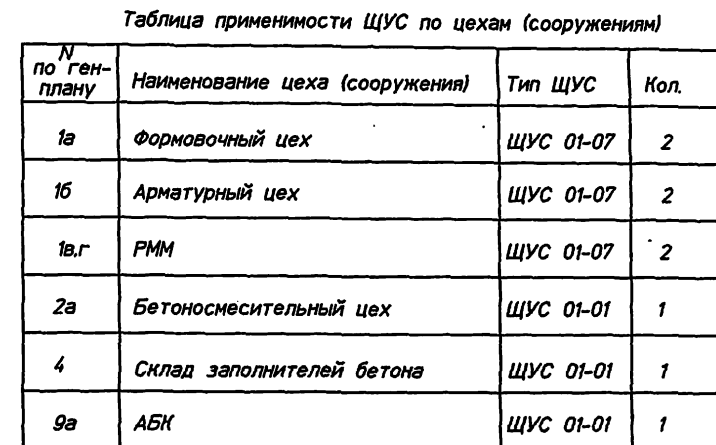 Таблица применимости ЩУС по цехам (сооружениям)
N по ген-плану Наименование цеха (сооружения) Тип ЩУС Кол.
1а Формовочный цех ЩУС 01-07 2
1б Арматурный цех ЩУС 01-07 2
1в,г РММ ЩУС 01-07 2
2а Бетоносмесительный цех ЩУС 01-01 1
4 Склад заполнителей бетона ЩУС 01-01 1
9а АБК ЩУС 01-01 1